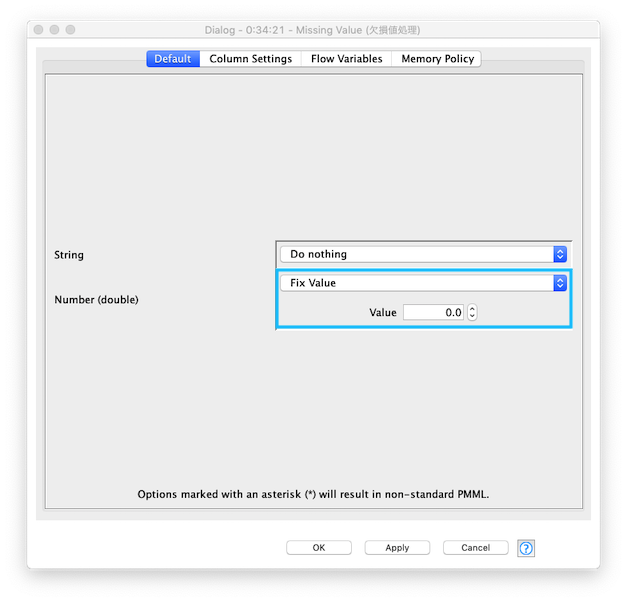 Dialog - 0:34:21 - Missing Value (欠損値処理)
Default Column Settings Flow Variables Memory Policy
String
Do nothing
Number (double)
Fix Value
Value 0.0
Options marked with an asterisk (*) will result in non-standard PMML.
OK Apply Cancel ?